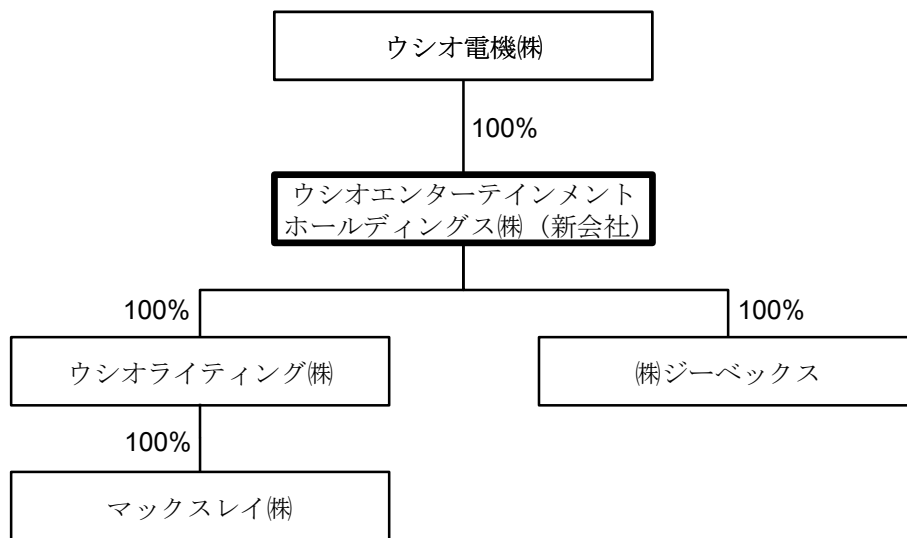 ウシオ電機㈱
100%
ウシオエンターテインメント
ホールディングス㈱（新会社）
100%
100%
ウシオライティング㈱
㈱ジーベックス
100%
マックスレイ㈱